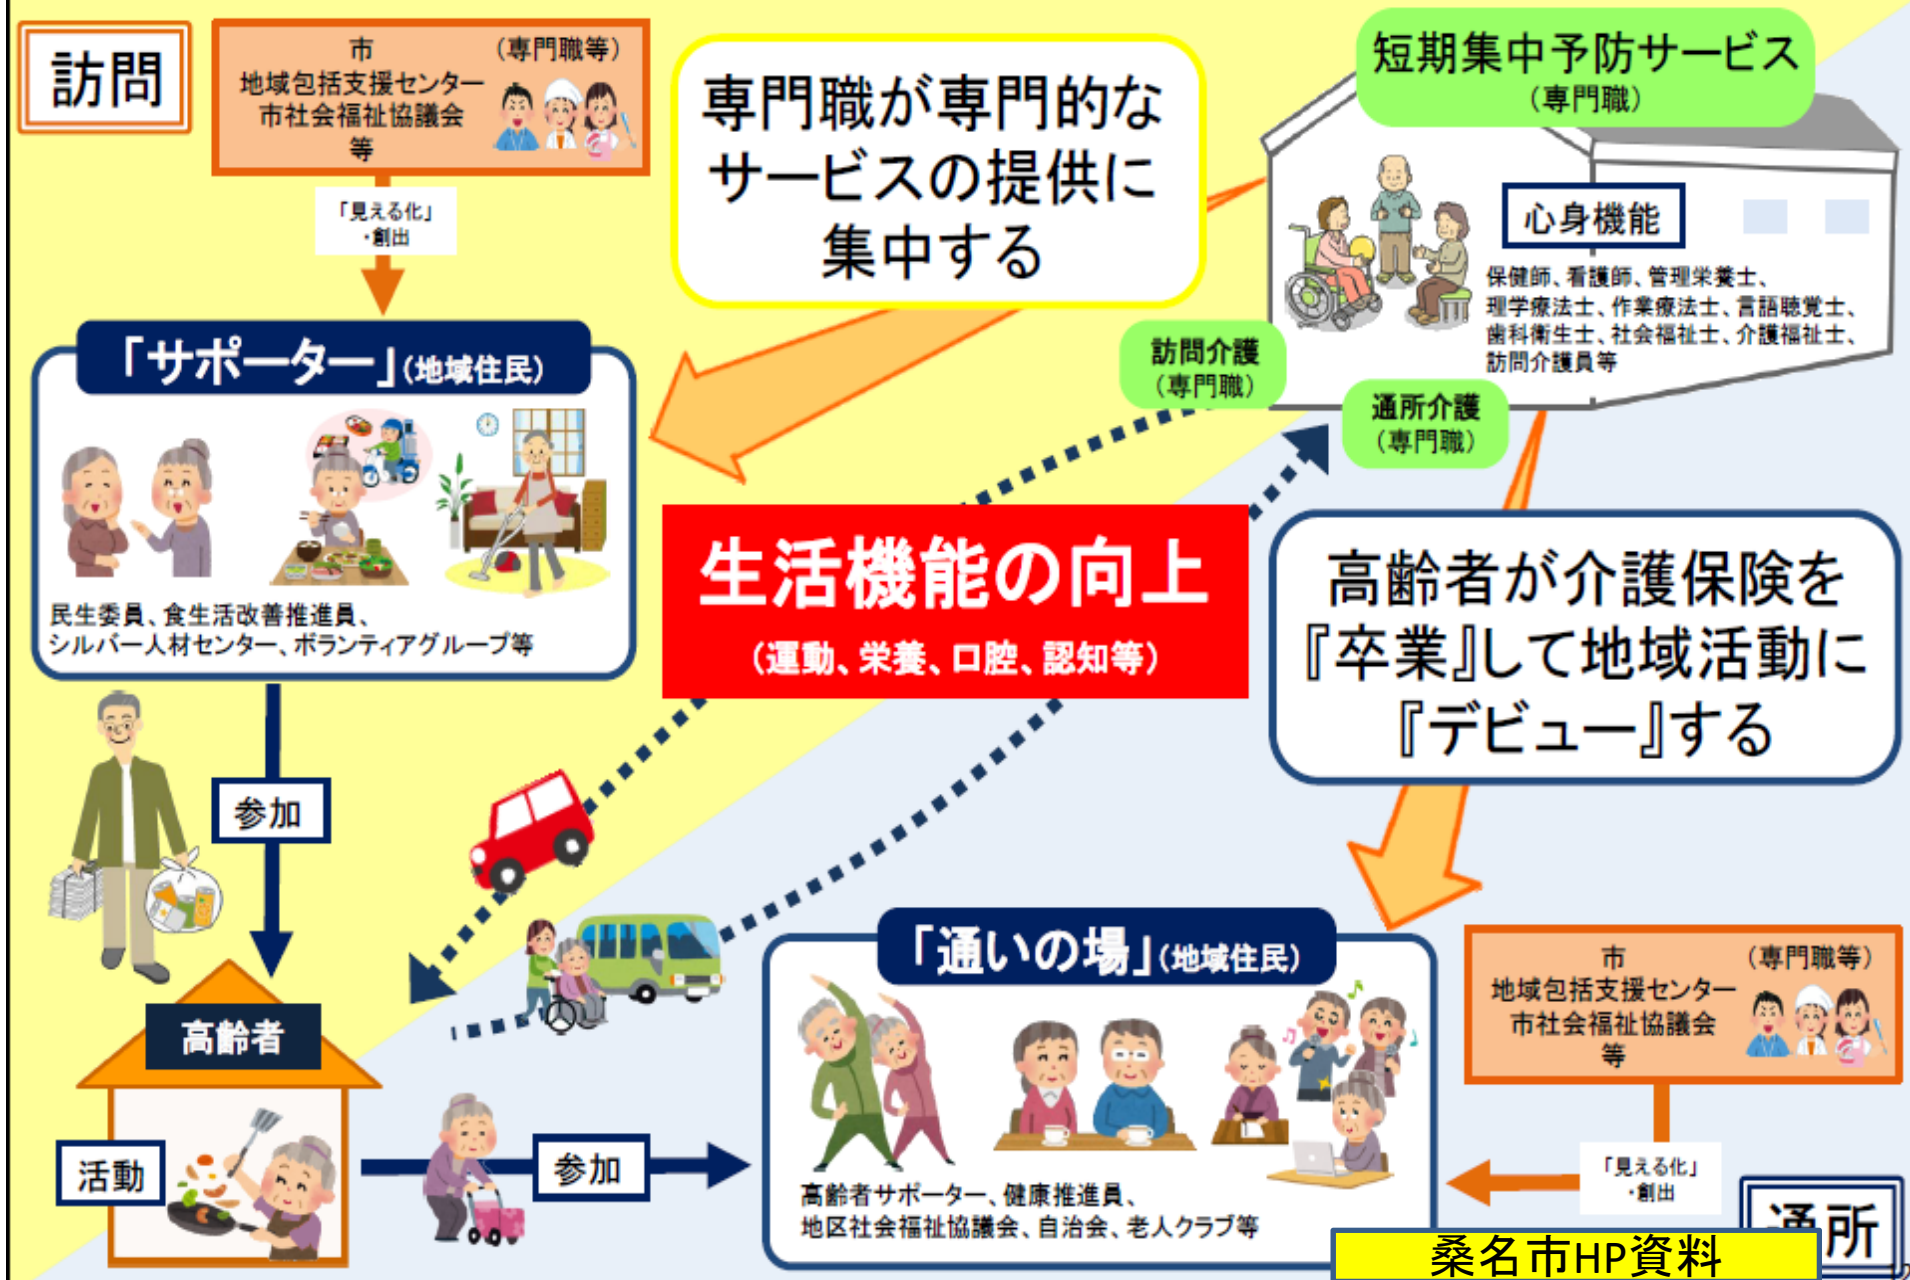 訪問
市
(専門職等)
地域包括支援センター
市社会福祉協議会
等
「見える化」
・創出
専門職が専門的な
サービスの提供に
集中する
短期集中予防サービス
(専門職)
心身機能
保健師、看護師、管理栄養士、
理学療法士、作業療法士、言語聴覚士、
歯科衛生士、社会福祉士、介護福祉士、
訪問介護員等
訪問介護
(専門職)
通所介護
(専門職)
「サポーター」(地域住民)
民生委員、食生活改善推進員、
シルバー人材センター、ボランティアグループ等
生活機能の向上
(運動、栄養、口腔、認知等)
高齢者が介護保険を
『卒業』して地域活動に
『デビュー』する
参加
高齢者
活動
参加
「通いの場」(地域住民)
高齢者サポーター、健康推進員、
地区社会福祉協議会、自治会、老人クラブ等
市
(専門職等)
地域包括支援センター
市社会福祉協議会
等
「見える化」
・創出
通所
桑名市HP資料